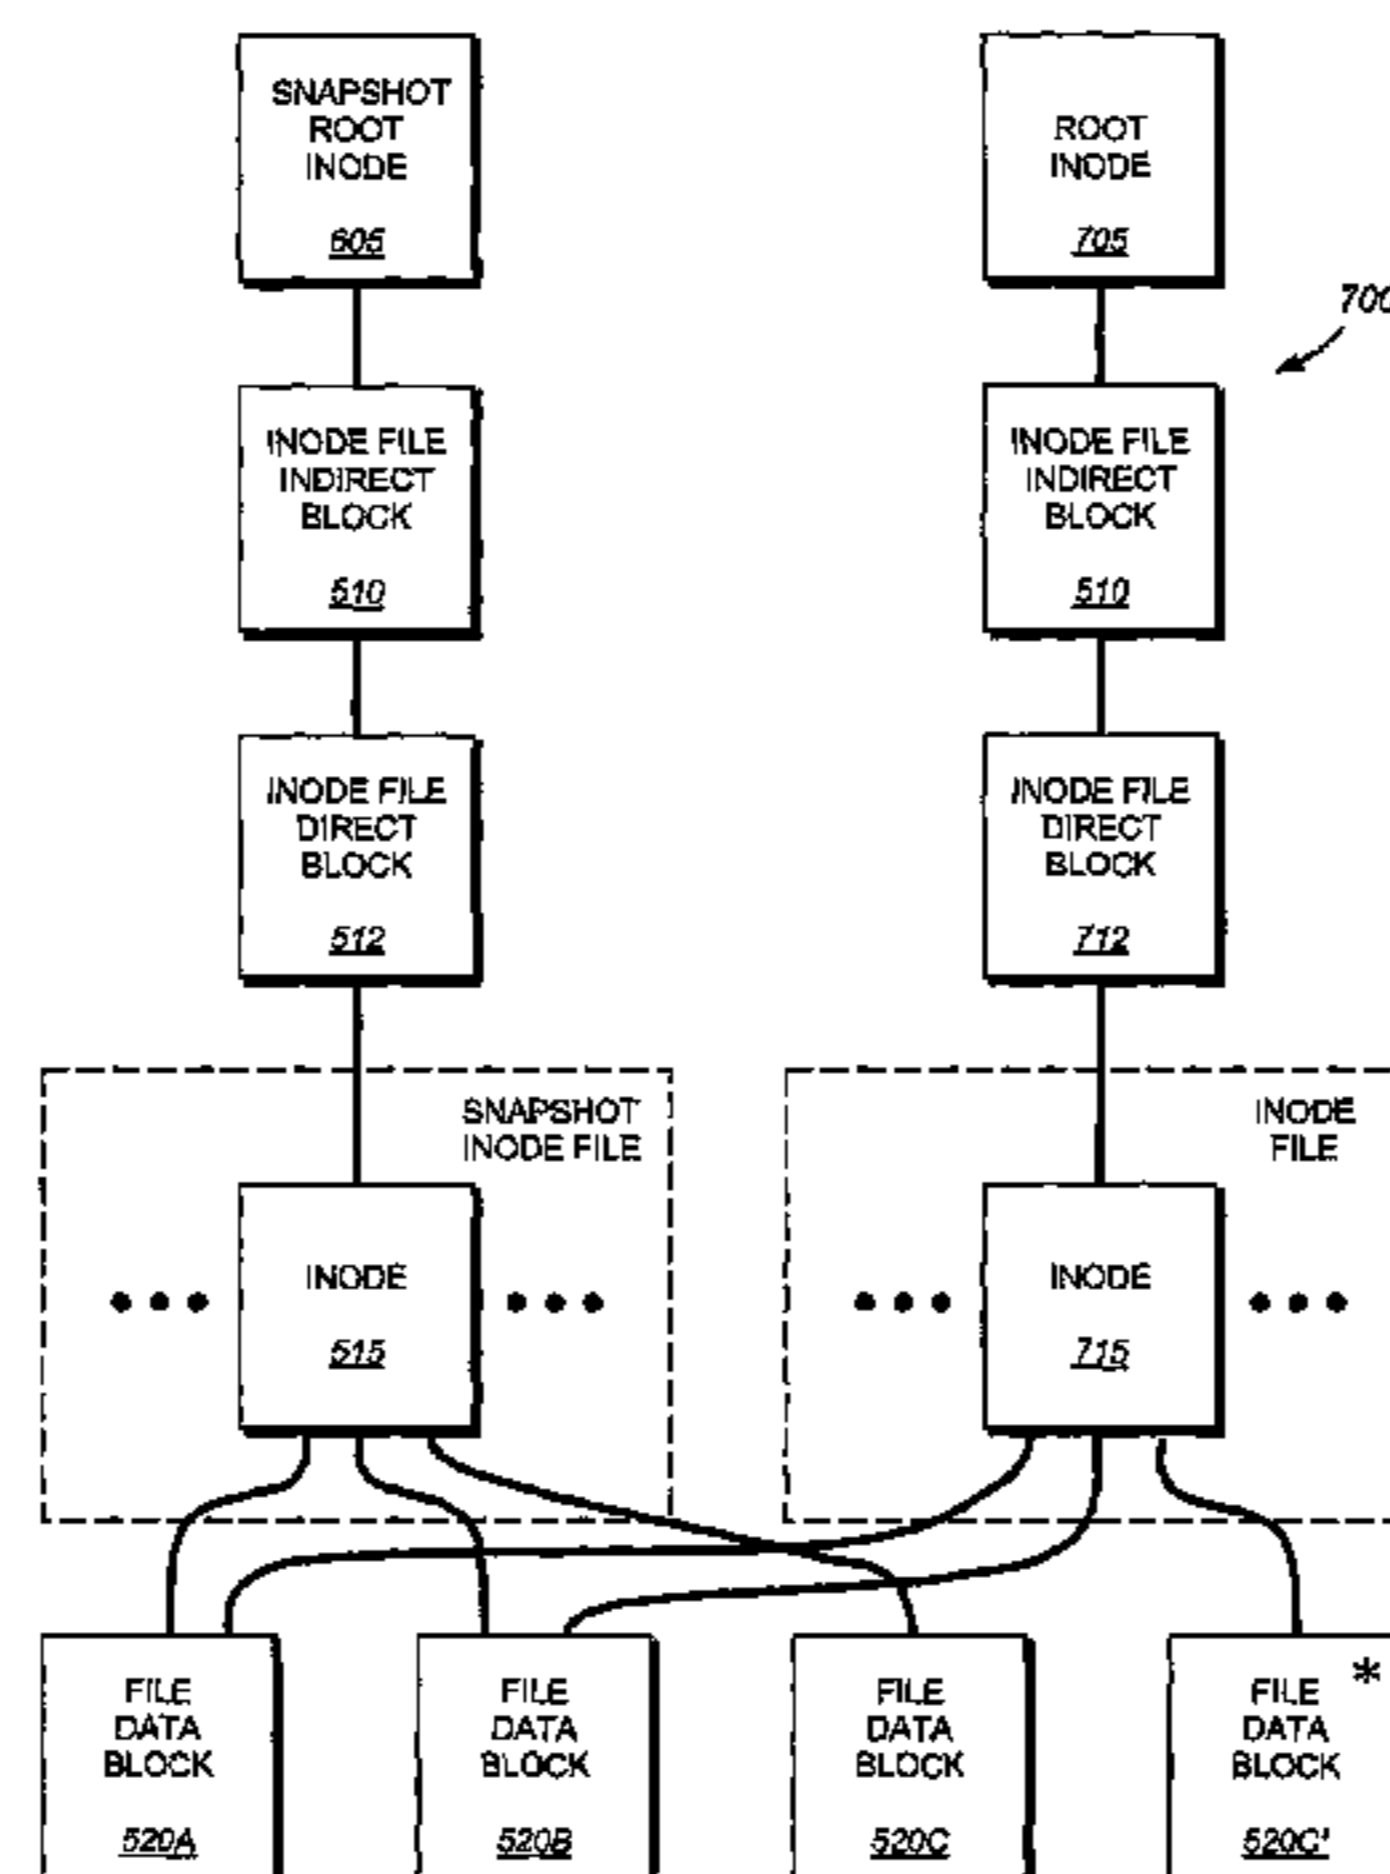 SNAPSHOT
ROOT
INODE
605
ROOT
INODE
705
700
INODE FILE
INDIRECT
BLOCK
510
INODE FILE
INDIRECT
BLOCK
510
INODE FILE
DIRECT
BLOCK
512
INODE FILE
DIRECT
BLOCK
712
SNAPSHOT
INODE FILE
INODE
FILE
INODE
515
INODE
715
FILE
DATA
BLOCK
520A
FILE
DATA
BLOCK
520B
FILE
DATA
BLOCK
520C
FILE *
DATA
BLOCK
520C'